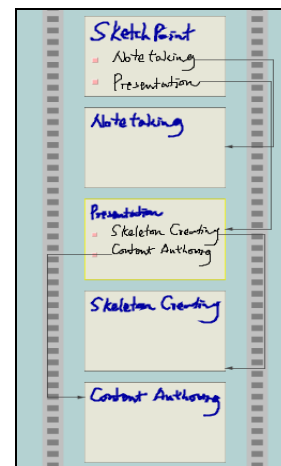 SketchPoint
Note taking
Presentation
Note taking
Presentation
Skeleton Creating
Content Authoring
Skeleton Creating
Content Authoring